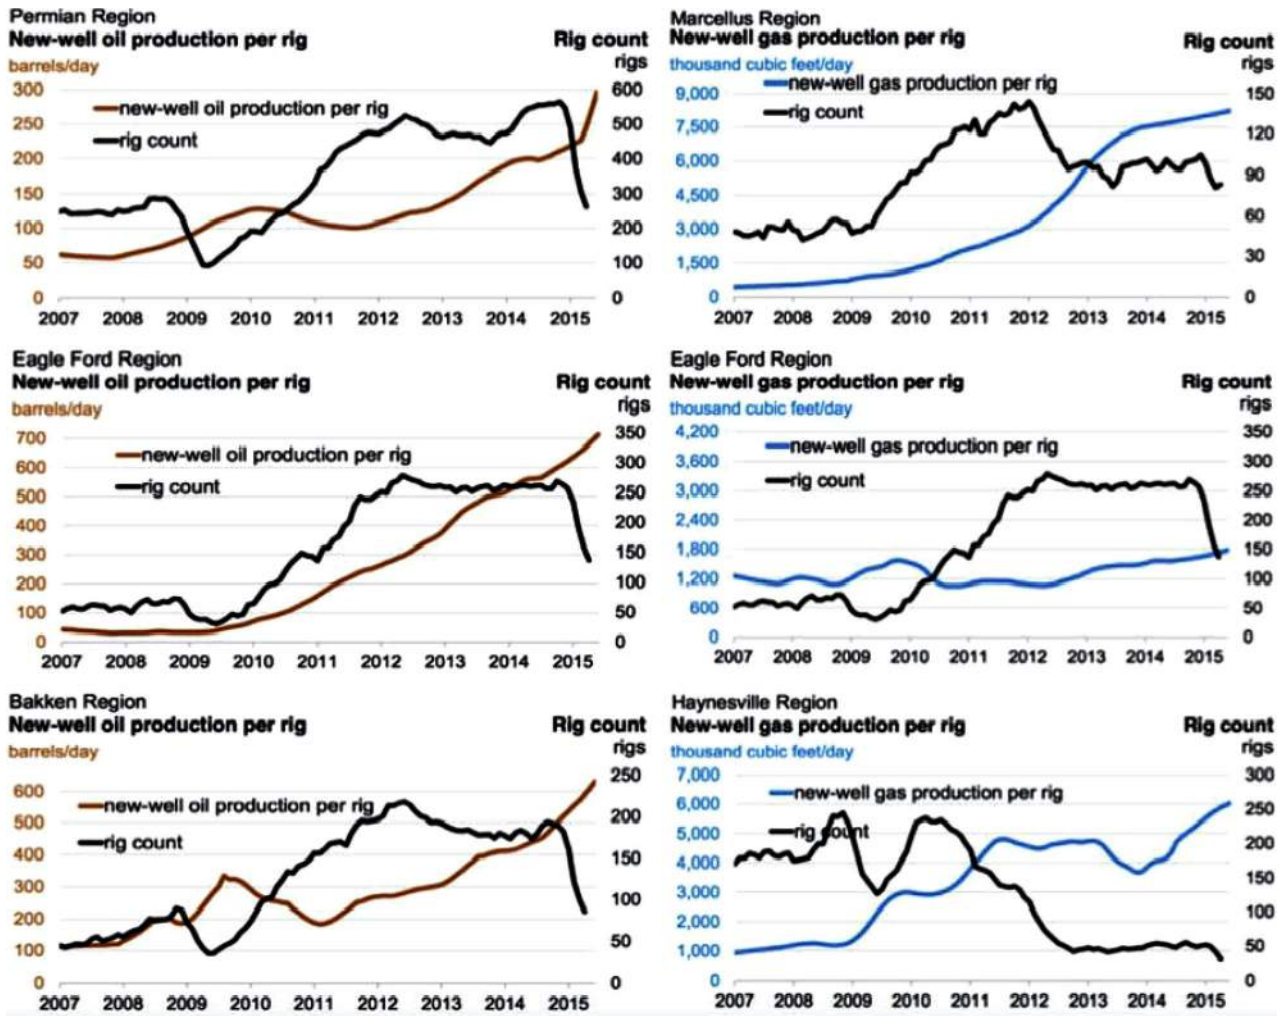 Permian Region
New-well oil production per rig
Rig count
barrels/day
rigs
300
600
250
500
200
400
150
300
100
200
50
100
0
0
new-well oil production per rig
rig count
2007 2008 2009 2010 2011 2012 2013 2014 2015
Marcellus Region
New-well gas production per rig
Rig count
thousand cubic feet/day
rigs
new-well gas production per rig
rig count
9,000
150
7,500
120
6,000
90
4,500
60
3,000
30
1,500
0
0
2007 2008 2009 2010 2011 2012 2013 2014 2015
Eagle Ford Region
New-well oil production per rig
Rig count
barrels/day
rigs
700
350
600
300
500
250
400
200
300
150
200
100
100
50
0
0
new-well oil production per rig
rig count
2007 2008 2009 2010 2011 2012 2013 2014 2015
Eagle Ford Region
New-well gas production per rig
Rig count
thousand cubic feet/day
rigs
4,200
350
3,600
300
3,000
250
2,400
200
1,800
150
1,200
100
600
50
0
0
new-well gas production per rig
rig count
2007 2008 2009 2010 2011 2012 2013 2014 2015
Bakken Region
New-well oil production per rig
Rig count
barrels/day
rigs
600
250
500
200
400
150
300
100
200
50
100
0
0
new-well oil production per rig
rig count
2007 2008 2009 2010 2011 2012 2013 2014 2015
Haynesville Region
New-well gas production per rig
Rig count
thousand cubic feet/day
rigs
7,000
300
6,000
250
5,000
200
4,000
150
3,000
100
2,000
50
1,000
0
0
new-well gas production per rig
rig count
2007 2008 2009 2010 2011 2012 2013 2014 2015